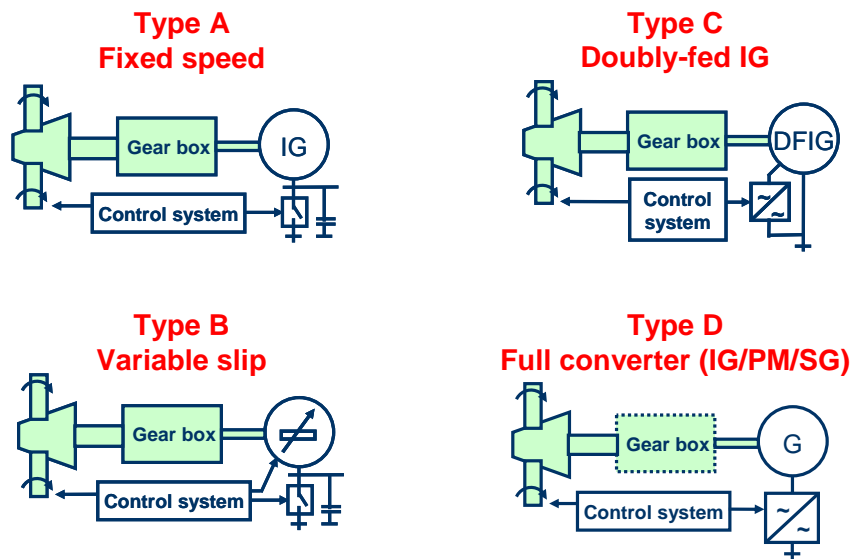 Type A
Fixed speed
Gear box
IG
Control system
Type C
Doubly-fed IG
Gear box
DFIG
Control
system
~
~
Type B
Variable slip
Gear box
Control system
Type D
Full converter (IG/PM/SG)
Gear box
G
Control system
~
~